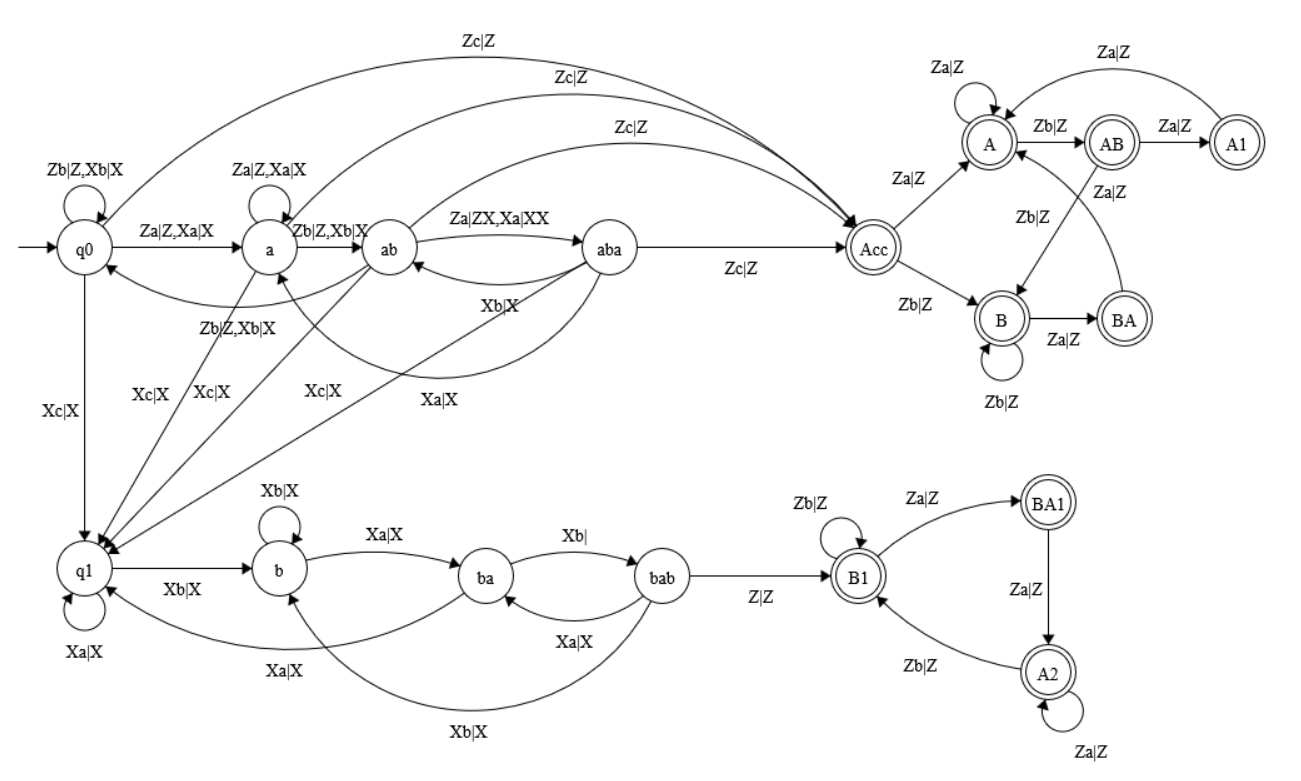 Zc|Z
Zc|Z
Zc|Z
Za|Z
Za|Z
Zb|Z,Xb|X
Za|Z,Xa|X
A
Zb|Z
AB
Za|Z
A1
Za|Z
Za|Z
Zb|Z
q0
Za|Z,Xa|X
a
Zb|Z,Xb|X
ab
Za|ZX,Xa|XX
aba
Zc|Z
Acc
Zb|Z
B
Za|Z
BA
Zb|Z
Zb|Z,Xb|X
Xb|X
Xc|X
Xc|X
Xc|X
Xc|X
Xa|X
q1
Xb|X
Xa|X
b
Xb|X
Xa|X
ba
Xb|
bab
Xa|X
Xa|X
Xb|X
Z|Z
B1
Zb|Z
Za|Z
BA1
Za|Z
A2
Zb|Z
Za|Z